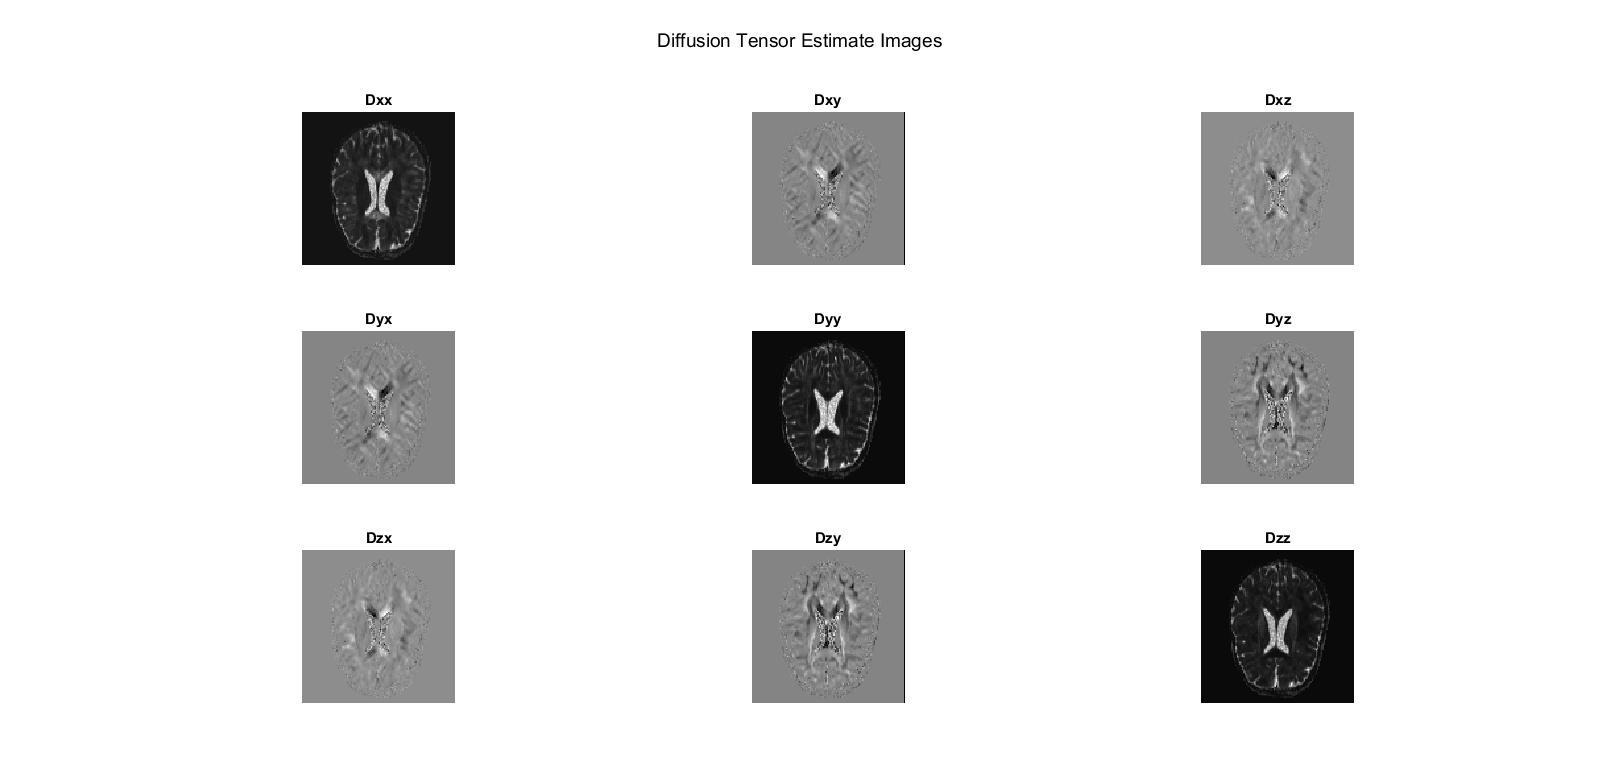 Diffusion Tensor Estimate Images
Dxx
Dxy
Dxz
Dyx
Dyy
Dyz
Dzx
Dzy
Dzz